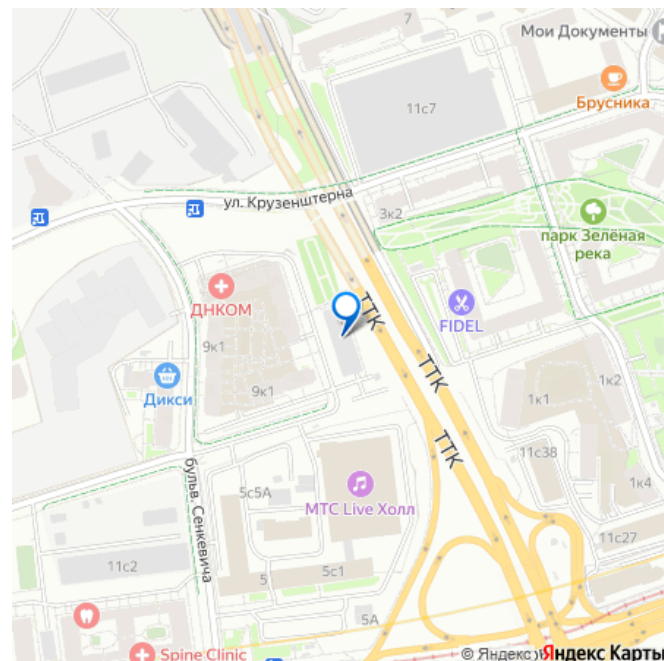 7
Мои Документы
11с7
Брусника
ул. Крузенштерна
3к2
парк Зелёная
река
ДНКОМ
ТТК
FIDEL
9к1
ТТК
9к1
Дикси
1к2
1к1
ТТК
11с38
5с5А
МТС Live Холл
1к4
бульв. Сенкевича
11с2
11с27
5
5с1
5А
Spine Clinic
© Яндекс
Яндекс Карты